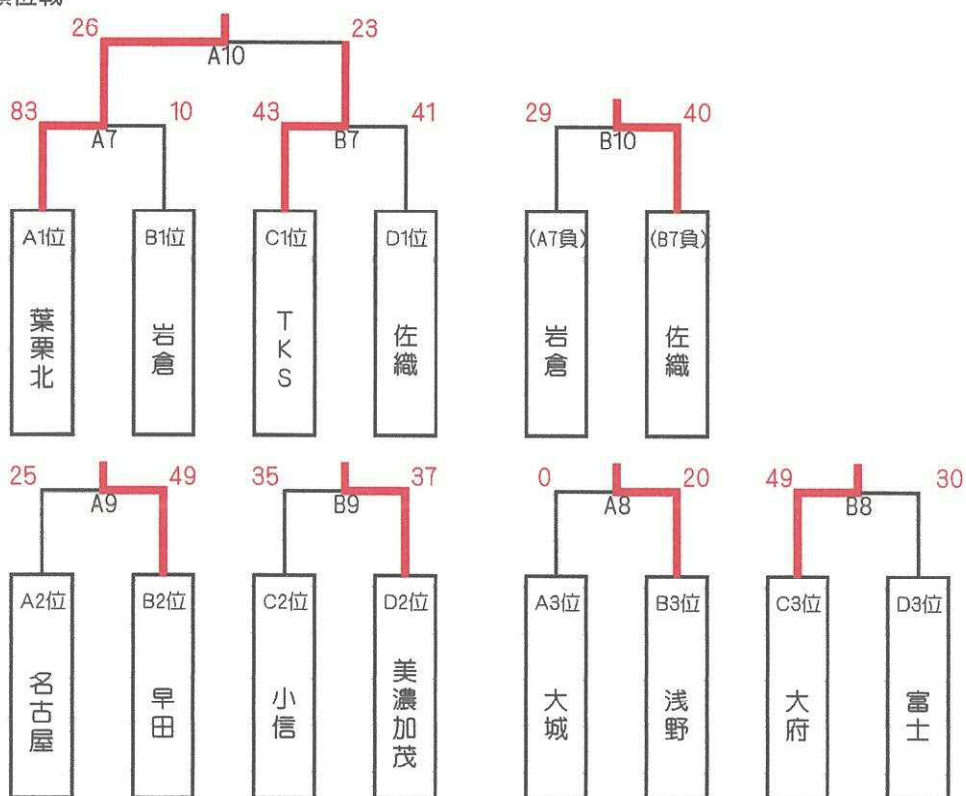 順位戦
26 23
A10
83 10 43 41 29 40
A7 B7 B10
A1位 B1位 C1位 D1位 (A7負) (B7負)
葉栗北 岩倉 TKS 佐織 岩倉 佐織
25 49 35 37 0 20 49 30
A9 B9 A8 B8
A2位 B2位 C2位 D2位 A3位 B3位 C3位 D3位
名古屋 早田 小信 美濃加茂 大城 浅野 大府 富士